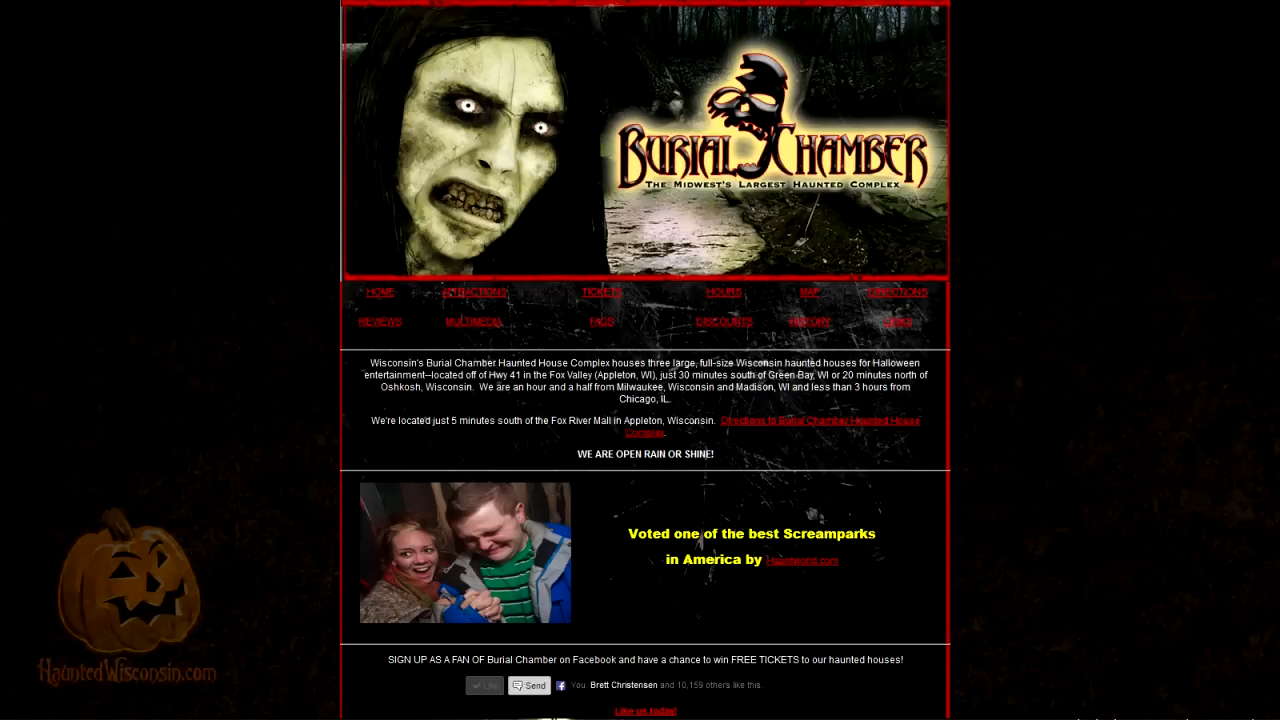 BURIAL CHAMBER
THE MIDWEST'S LARGEST HAUNTED COMPLEX
HOME ATTRACTIONS TICKETS HOURS MAP DIRECTIONS
REVIEWS MULTIMEDIA FAQS DISCOUNTS HISTORY LINKS
Wisconsin's Burial Chamber Haunted House Complex houses three large, full-size Wisconsin haunted houses for Halloween
entertainment--located off of Hwy 41 in the Fox Valley (Appleton, WI), just 30 minutes south of Green Bay, WI or 20 minutes north of
Oshkosh, Wisconsin. We are an hour and a half from Milwaukee, Wisconsin and Madison, WI and less than 3 hours from
Chicago, IL.
We're located just 5 minutes south of the Fox River Mall in Appleton, Wisconsin. Directions to Burial Chamber Haunted House
Complex.
WE ARE OPEN RAIN OR SHINE!
Voted one of the best Screamparks
in America by Hauntworld.com
SIGN UP AS A FAN OF Burial Chamber on Facebook and have a chance to win FREE TICKETS to our haunted houses!
Like Send You, Brett Christensen and 10,159 others like this.
Like us today!
HauntedWisconsin.com